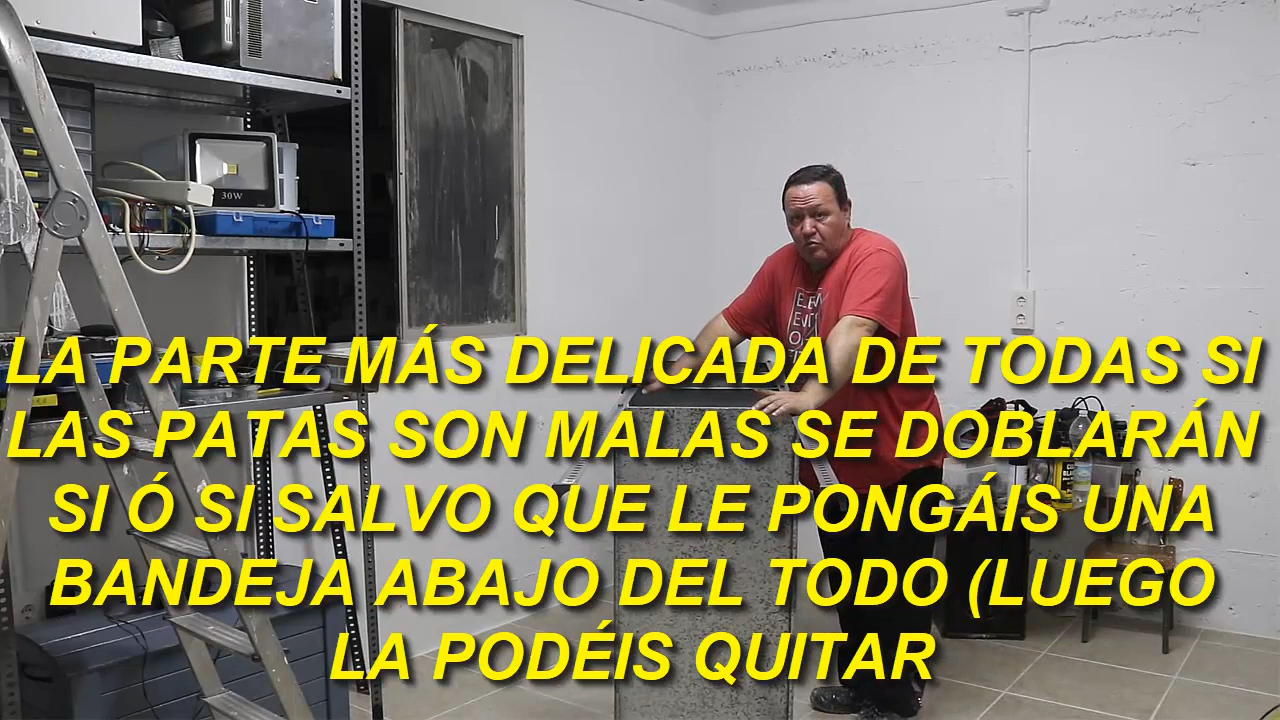 30W
LA PARTE MÁS DELICADA DE TODAS SI
LAS PATAS SON MALAS SE DOBLARÁN
SI Ó SI SALVO QUE LE PONGÁIS UNA
BANDEJA ABAJO DEL TODO (LUEGO
LA PODÉIS QUITAR